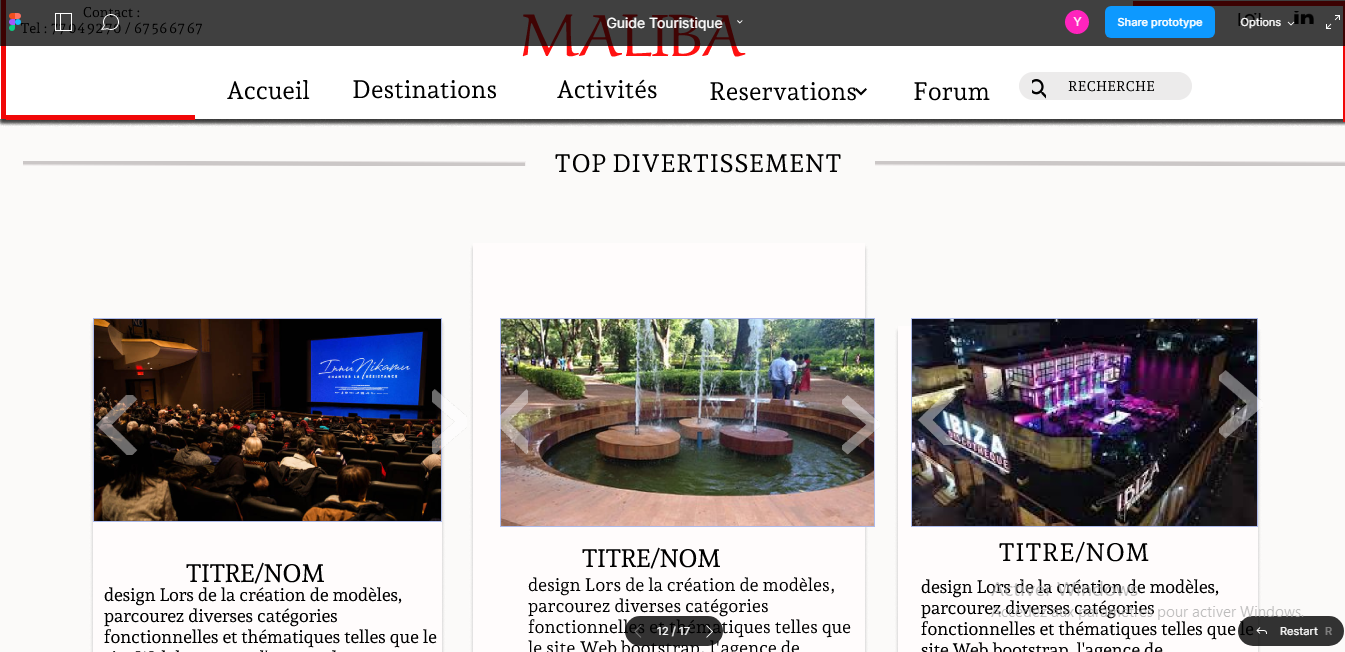 Contact :
Tel : 77049270 / 67566767
MALIBA
Guide Touristique
Y
Share prototype
Options
in
Accueil
Destinations
Activités
Reservations
Forum
RECHERCHE
TOP DIVERTISSEMENT
Innu Nikamu
CHANTER LA RÉSISTANCE
IBIZA
DISCOTHEQUE
IBIZA
TITRE/NOM
design Lors de la création de modèles,
parcourez diverses catégories
fonctionnelles et thématiques telles que le
TITRE/NOM
design Lors de la création de modèles,
parcourez diverses catégories
fonctionnelles et thématiques telles que
le site Web bootstrap, l'agence de
TITRE/NOM
design Lors de la création de modèles,
parcourez diverses catégories
fonctionnelles et thématiques telles que le
site Web bootstrap, l'agence de
Activer Windows
Accédez aux paramètres pour activer Windows.
12 / 17
Restart R